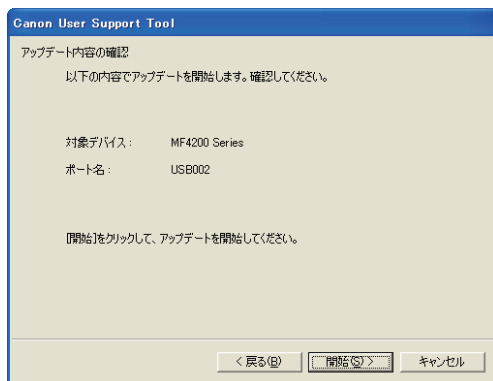 Canon User Support Tool
アップデート内容の確認
以下の内容でアップデートを開始します。確認してください。
対象デバイス： MF4200 Series
ポート名： USB002
[開始]をクリックして、アップデートを開始してください。
< 戻る(B) 開始(S) > キャンセル